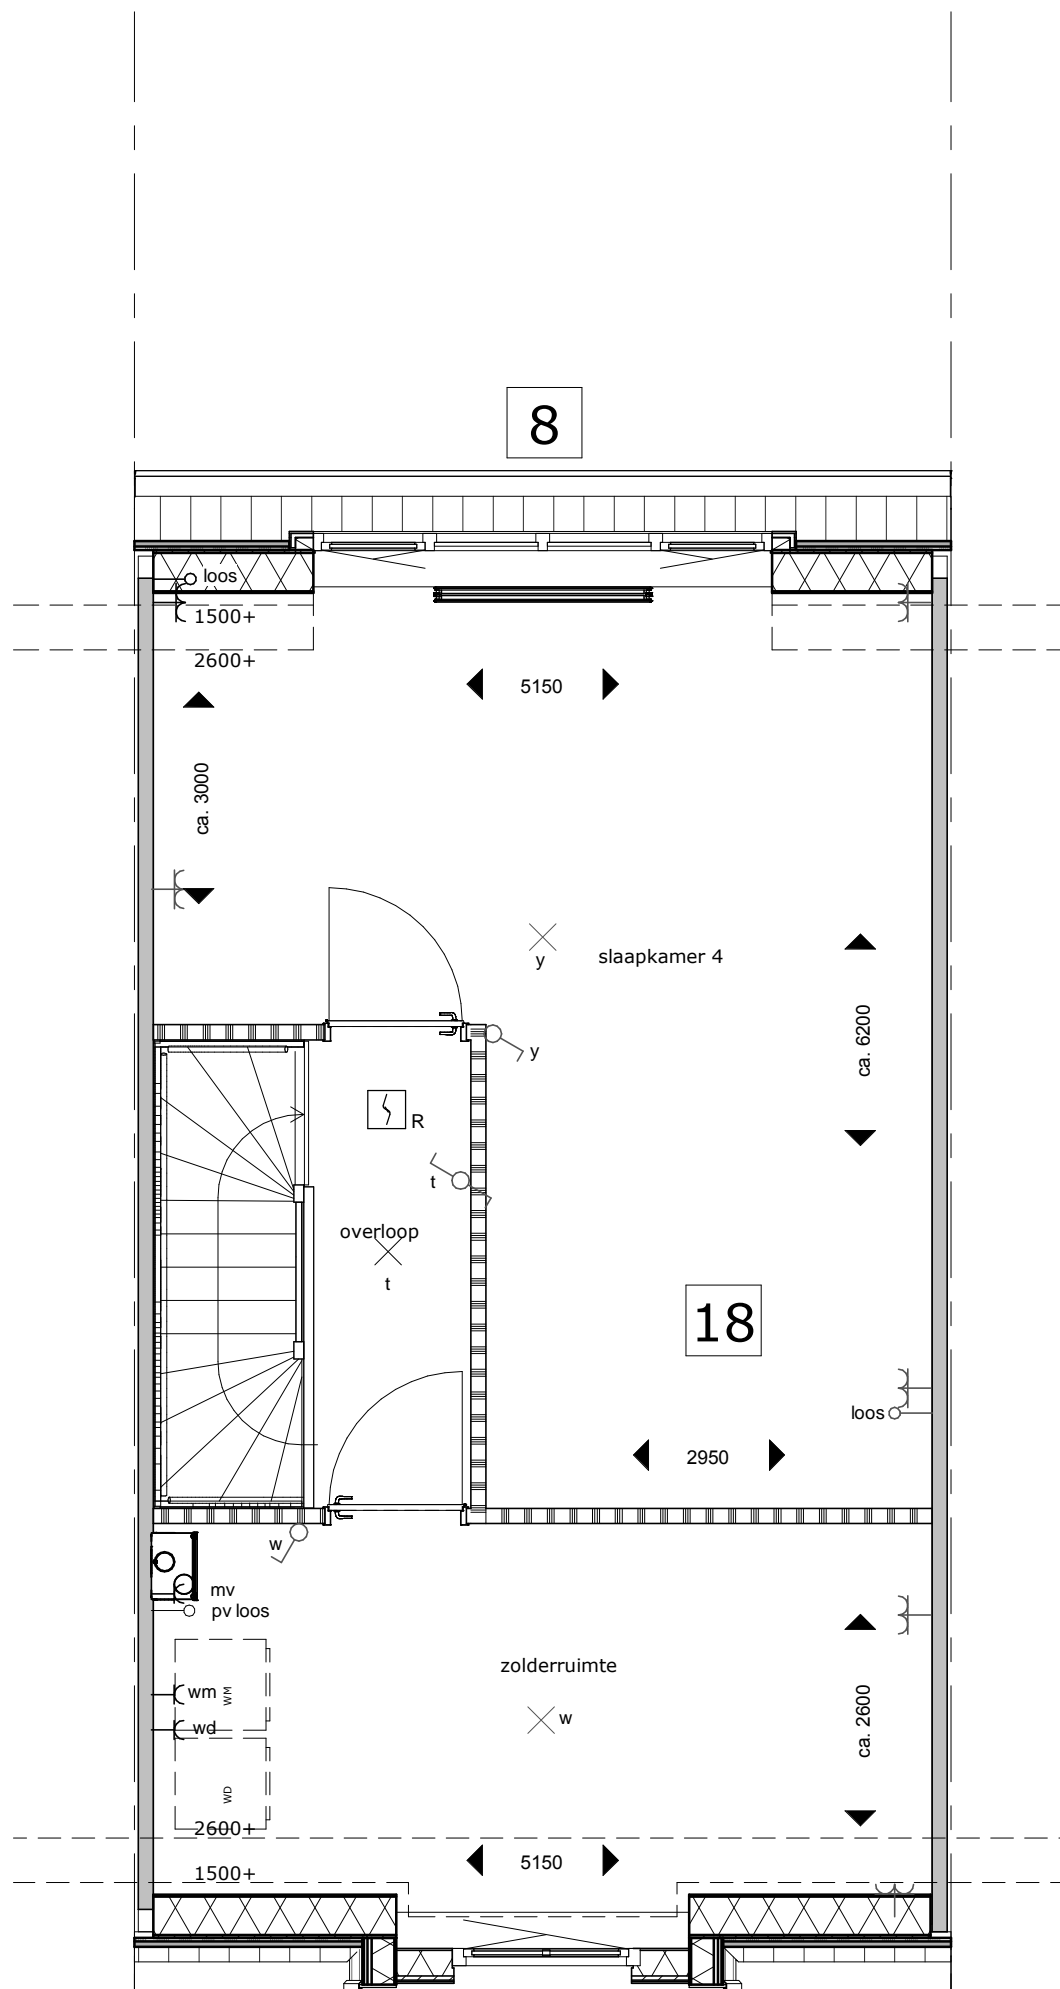 8
loos
1500+
2600+
5150
ca. 3000
y
slaapkamer 4
ca. 6200
y
R
t
overloop
t
18
loos
2950
w
mv
pv loos
zolderruimte
wm
WM
w
wd
ca. 2600
WD
2600+
5150
1500+